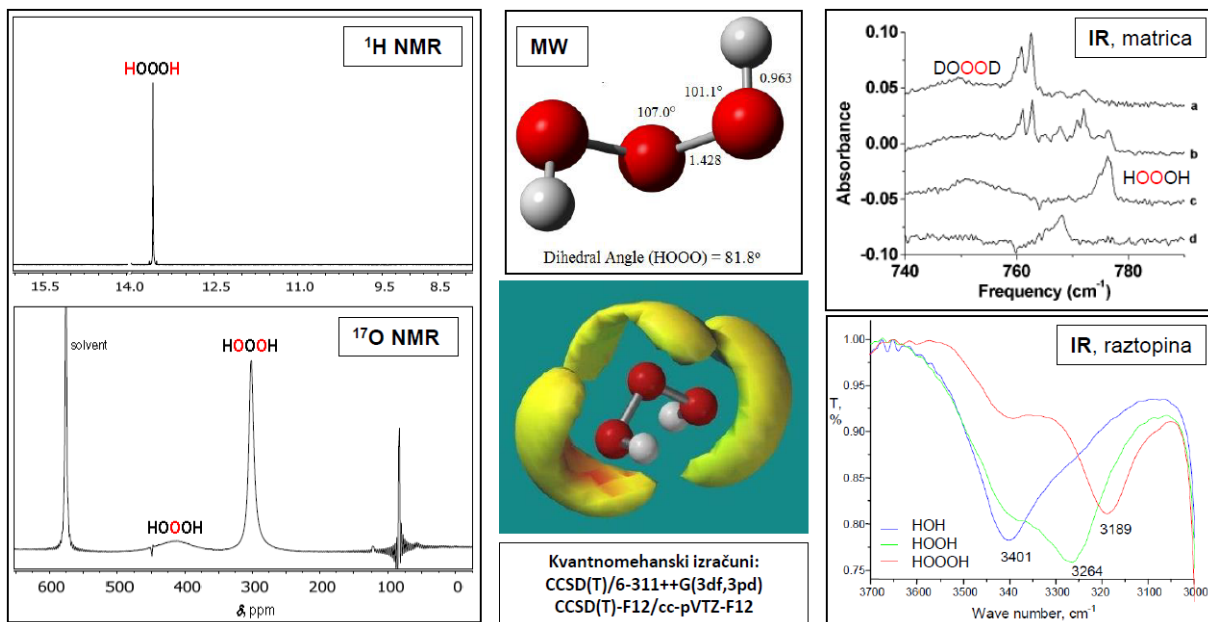 ¹H NMR
HOOOH
15.5 14.0 12.5 11.0 9.5 8.0
¹⁷O NMR
solvent
HOOOH
HOOOH
600 500 400 300 200 100 0
δ, ppm
MW
0.963
101.1°
107.0°
1.428
Dihedral Angle (HOOO) = 81.8°
Kvantnomehanski izračuni:
CCSD(T)/6-311++G(3df,3pd)
CCSD(T)-F12/cc-pVTZ-F12
IR, matrica
0.10
0.05
0.00
-0.05
-0.10
Absorbance
DOOOD
a
b
HOOOH
c
d
740 760 780
Frequency (cm⁻¹)
IR, raztopina
1.00
0.95
T,
%
0.90
0.85
0.80
0.75
HOH
HOOH
HOOOH
3401
3264
3189
3700 3600 3500 3400 3300 3200 3100 3000
Wave number, cm⁻¹